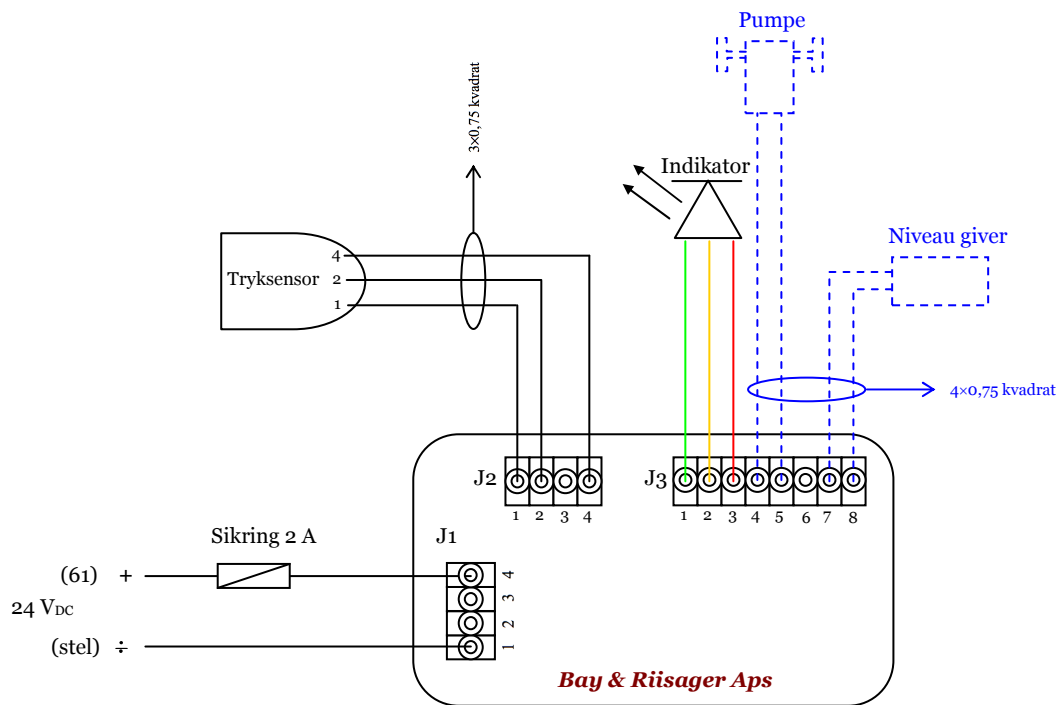 Pumpe
3×0,75 kvadrat
Indikator
Niveau giver
Tryksensor
4
2
1
4×0,75 kvadrat
J2
1 2 3 4
J3
1 2 3 4 5 6 7 8
Sikring 2 A
J1
(61) +
24 VDC
(stel) ÷
4
3
2
1
Bay & Riisager Aps